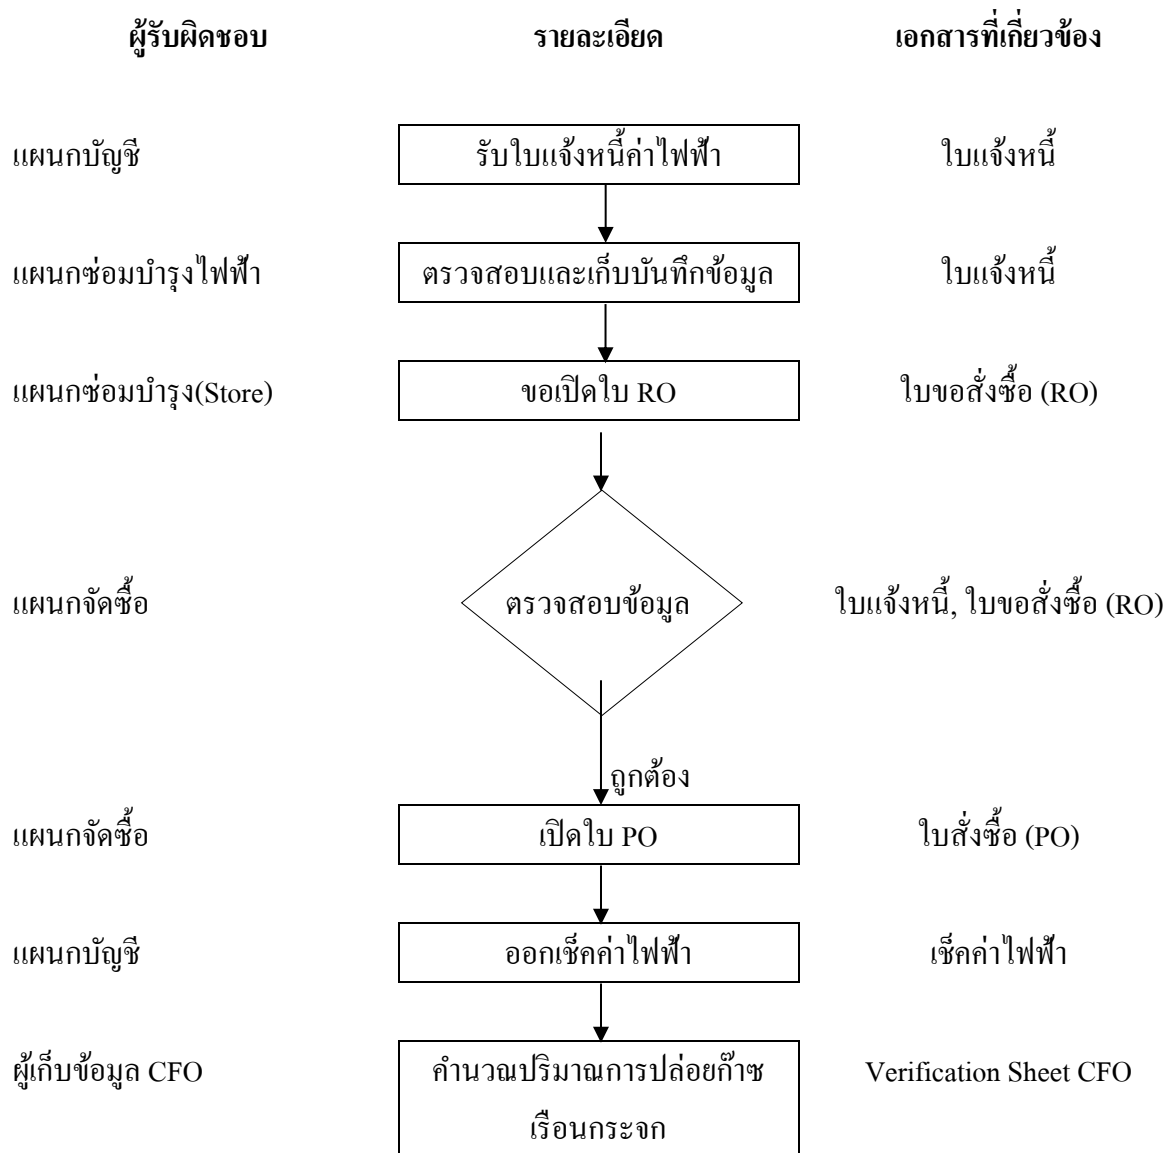 ผู้รับผิดชอบ รายละเอียด เอกสารที่เกี่ยวข้อง
แผนกบัญชี รับใบแจ้งหนี้ค่าไฟฟ้า ใบแจ้งหนี้
แผนกซ่อมบำรุงไฟฟ้า ตรวจสอบและเก็บบันทึกข้อมูล ใบแจ้งหนี้
แผนกซ่อมบำรุง(Store) ขอเปิดใบ RO ใบขอสั่งซื้อ (RO)
แผนกจัดซื้อ ตรวจสอบข้อมูล ใบแจ้งหนี้, ใบขอสั่งซื้อ (RO)
ถูกต้อง
แผนกจัดซื้อ เปิดใบ PO ใบสั่งซื้อ (PO)
แผนกบัญชี ออกเช็คค่าไฟฟ้า เช็คค่าไฟฟ้า
ผู้เก็บข้อมูล CFO คำนวณปริมาณการปล่อยก๊าซ Verification Sheet CFO
เรือนกระจก